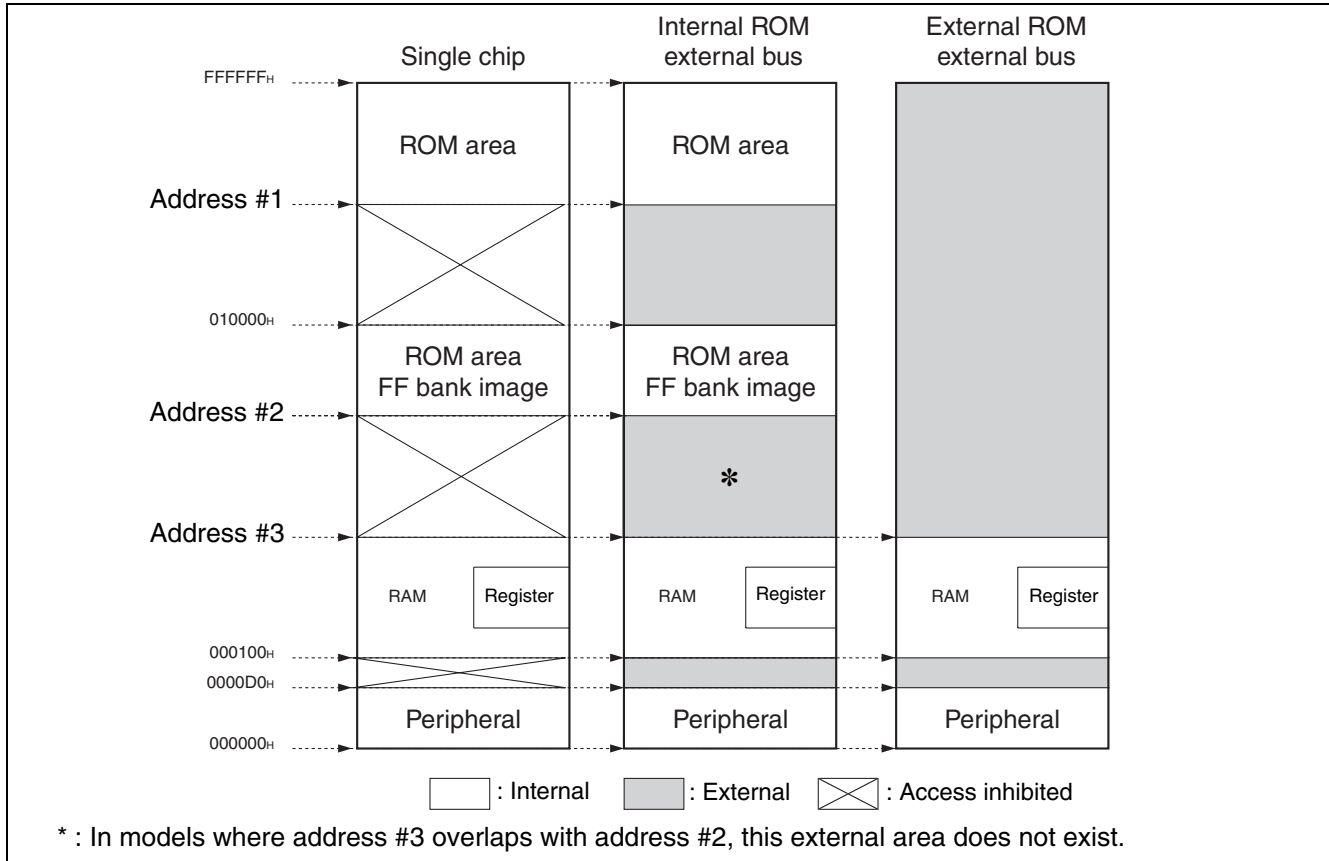 Single chip
Internal ROM
external bus
External ROM
external bus
FFFFFFH
ROM area
ROM area
Address #1
010000H
ROM area
FF bank image
ROM area
FF bank image
Address #2
*
Address #3
RAM
Register
RAM
Register
RAM
Register
000100H
0000D0H
Peripheral
Peripheral
Peripheral
000000H
: Internal
: External
: Access inhibited
* : In models where address #3 overlaps with address #2, this external area does not exist.